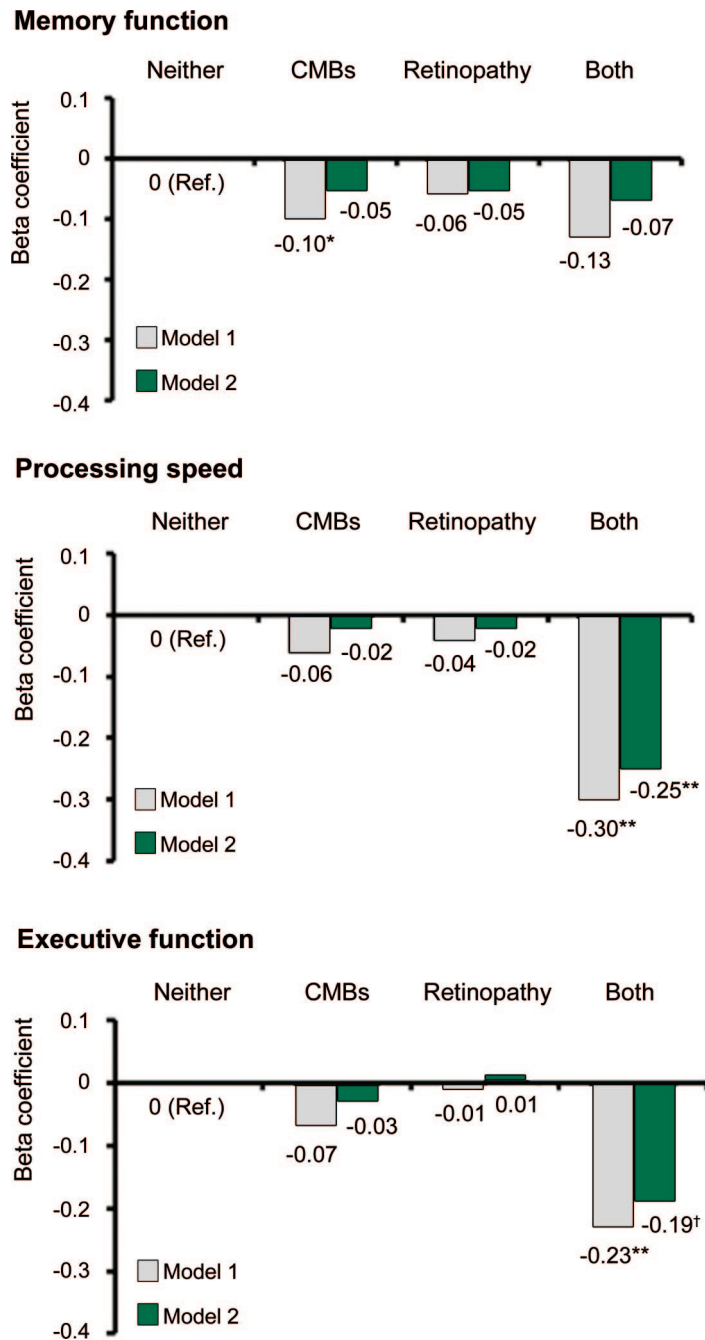 Memory function
Neither CMBs Retinopathy Both
Beta coefficient
0.1
0
-0.1
-0.2
-0.3
-0.4
0 (Ref.)
-0.10*
-0.05
-0.06
-0.05
-0.13
-0.07
Model 1
Model 2
Processing speed
Neither CMBs Retinopathy Both
Beta coefficient
0.1
0
-0.1
-0.2
-0.3
-0.4
0 (Ref.)
-0.06
-0.02
-0.04
-0.02
-0.30**
-0.25**
Model 1
Model 2
Executive function
Neither CMBs Retinopathy Both
Beta coefficient
0.1
0
-0.1
-0.2
-0.3
-0.4
0 (Ref.)
-0.07
-0.03
-0.01
0.01
-0.23**
-0.19†
Model 1
Model 2